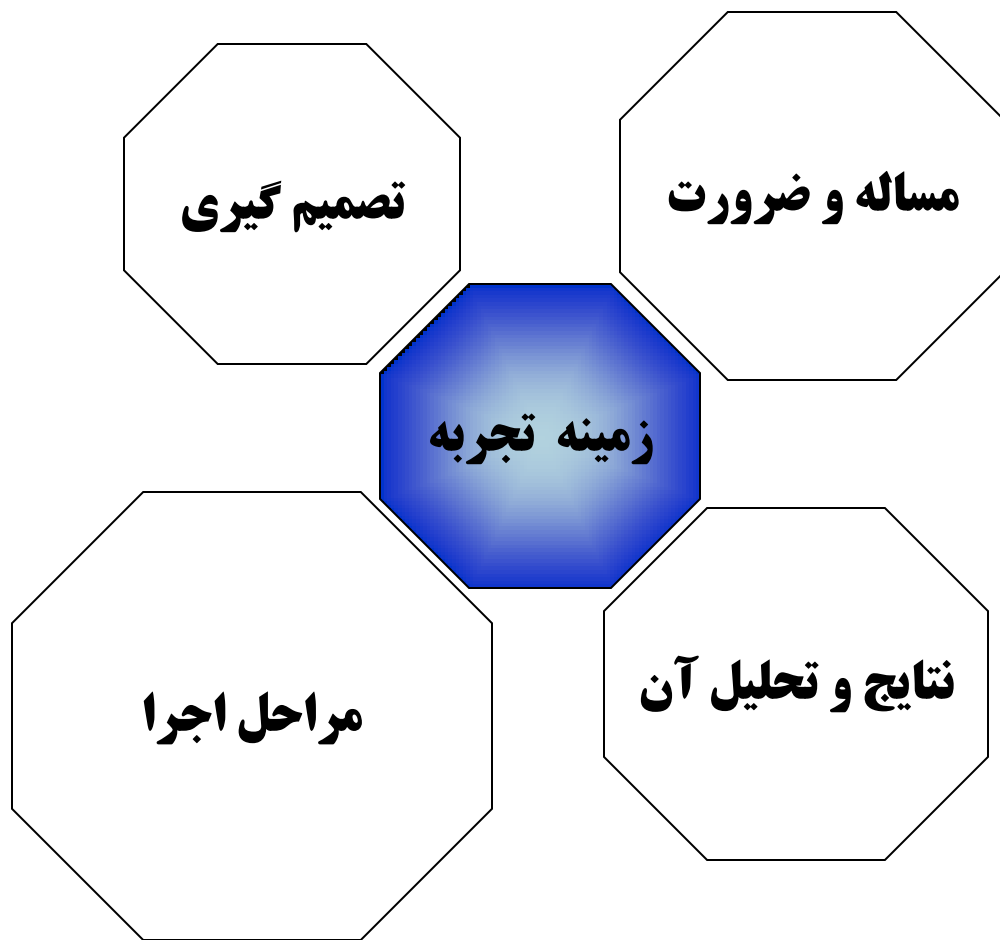 مساله و ضرورت
تصمیم گیری
زمینه تجربه
نتایج و تحلیل آن
مراحل اجرا